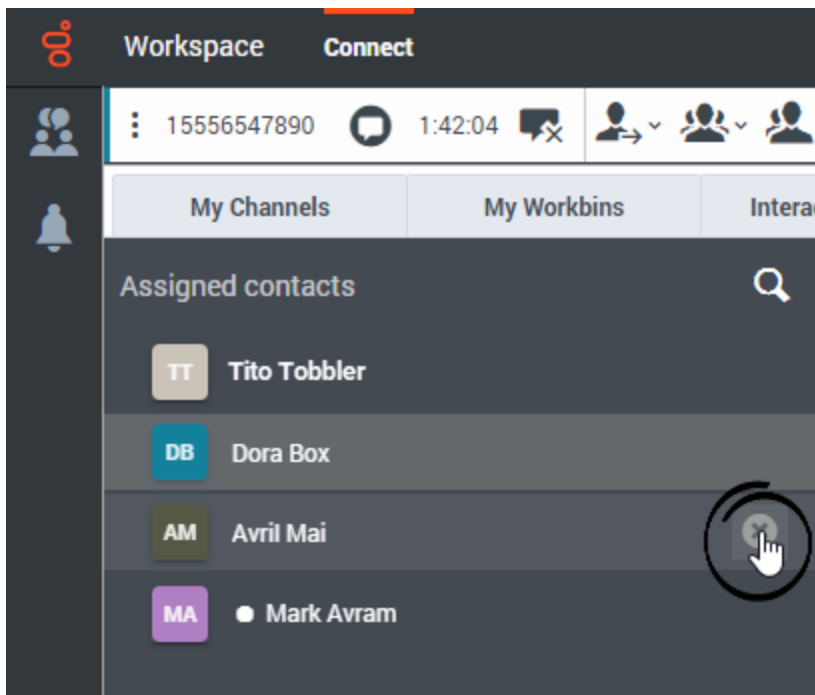 Workspace Connect
15556547890 1:42:04
My Channels My Workbins Intera
Assigned contacts
TT Tito Tobbler
DB Dora Box
AM Avril Mai
MA Mark Avram